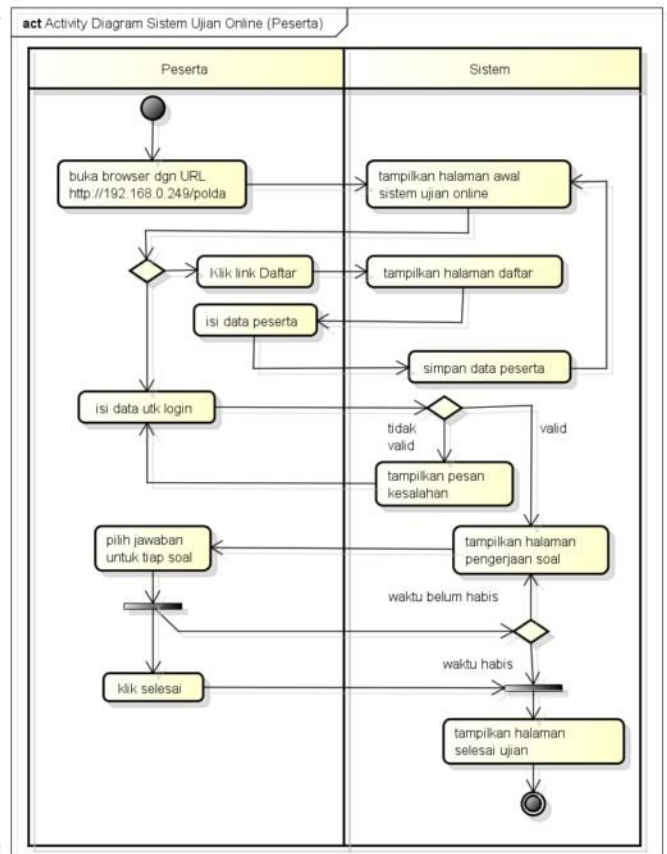 act Activity Diagram Sistem Ujian Online (Peserta)
Peserta
Sistem
buka browser dgn URL
http://192.168.0.249/polda
tampilkan halaman awal
sistem ujian online
Klik link Daftar
tampilkan halaman daftar
isi data peserta
simpan data peserta
isi data utk login
tidak
valid
valid
tampilkan pesan
kesalahan
pilih jawaban
untuk tiap soal
tampilkan halaman
pengerjaan soal
waktu belum habis
waktu habis
klik selesai
tampilkan halaman
selesai ujian